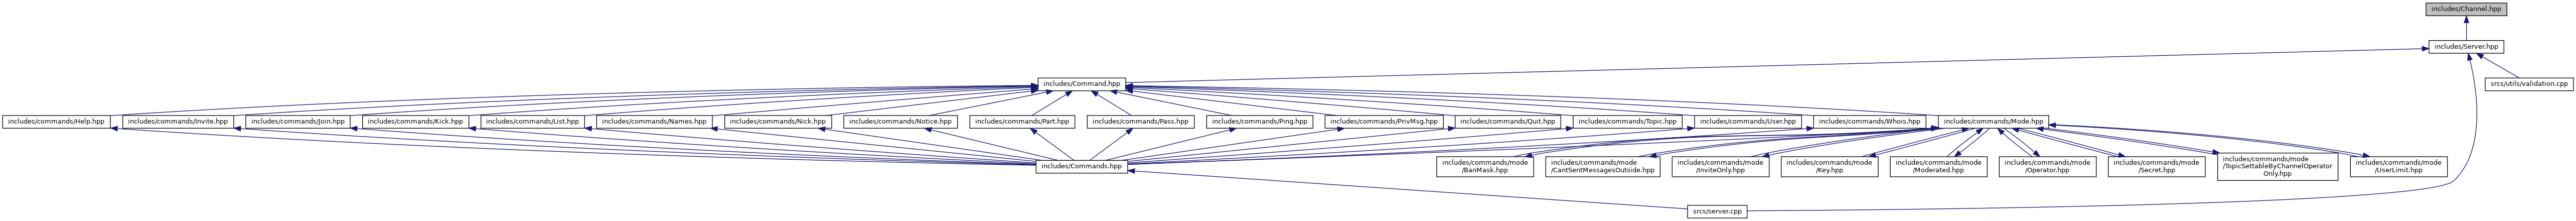 includes/Channel.hpp
includes/Server.hpp
includes/Command.hpp
srcs/utils/validation.cpp
includes/commands/Help.hpp
includes/commands/Invite.hpp
includes/commands/Join.hpp
includes/commands/Kick.hpp
includes/commands/List.hpp
includes/commands/Names.hpp
includes/commands/Nick.hpp
includes/commands/Notice.hpp
includes/commands/Part.hpp
includes/commands/Pass.hpp
includes/commands/Ping.hpp
includes/commands/PrivMsg.hpp
includes/commands/Quit.hpp
includes/commands/Topic.hpp
includes/commands/User.hpp
includes/commands/Whois.hpp
includes/commands/Mode.hpp
includes/Commands.hpp
includes/commands/mode
/BanMask.hpp
includes/commands/mode
/CantSentMessagesOutside.hpp
includes/commands/mode
/InviteOnly.hpp
includes/commands/mode
/Key.hpp
includes/commands/mode
/Moderated.hpp
includes/commands/mode
/Operator.hpp
includes/commands/mode
/Secret.hpp
includes/commands/mode
/TopicSettableByChannelOperator
Only.hpp
includes/commands/mode
/UserLimit.hpp
srcs/server.cpp